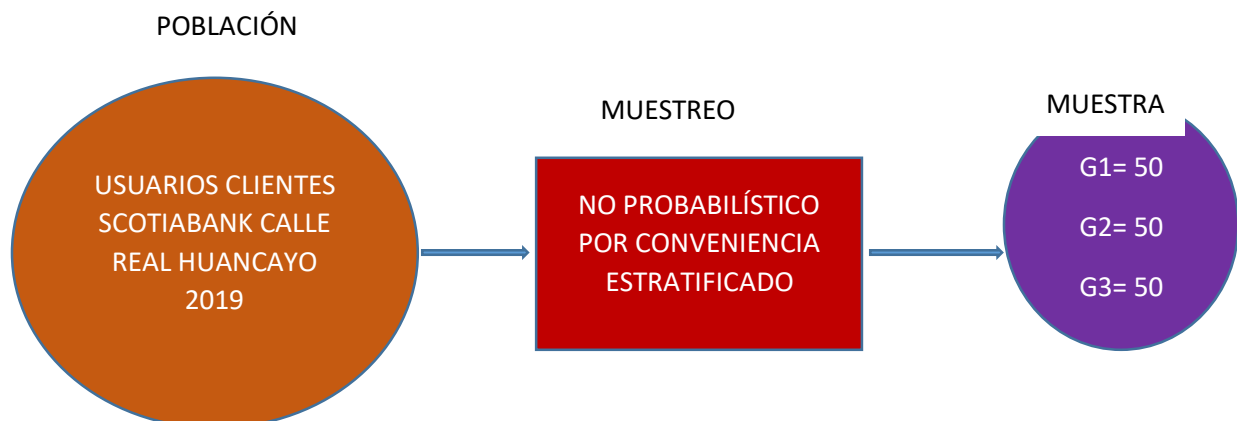 POBLACIÓN
USUARIOS CLIENTES
SCOTIABANK CALLE
REAL HUANCAYO
2019
MUESTREO
NO PROBABILÍSTICO
POR CONVENIENCIA
ESTRATIFICADO
MUESTRA
G1= 50
G2= 50
G3= 50